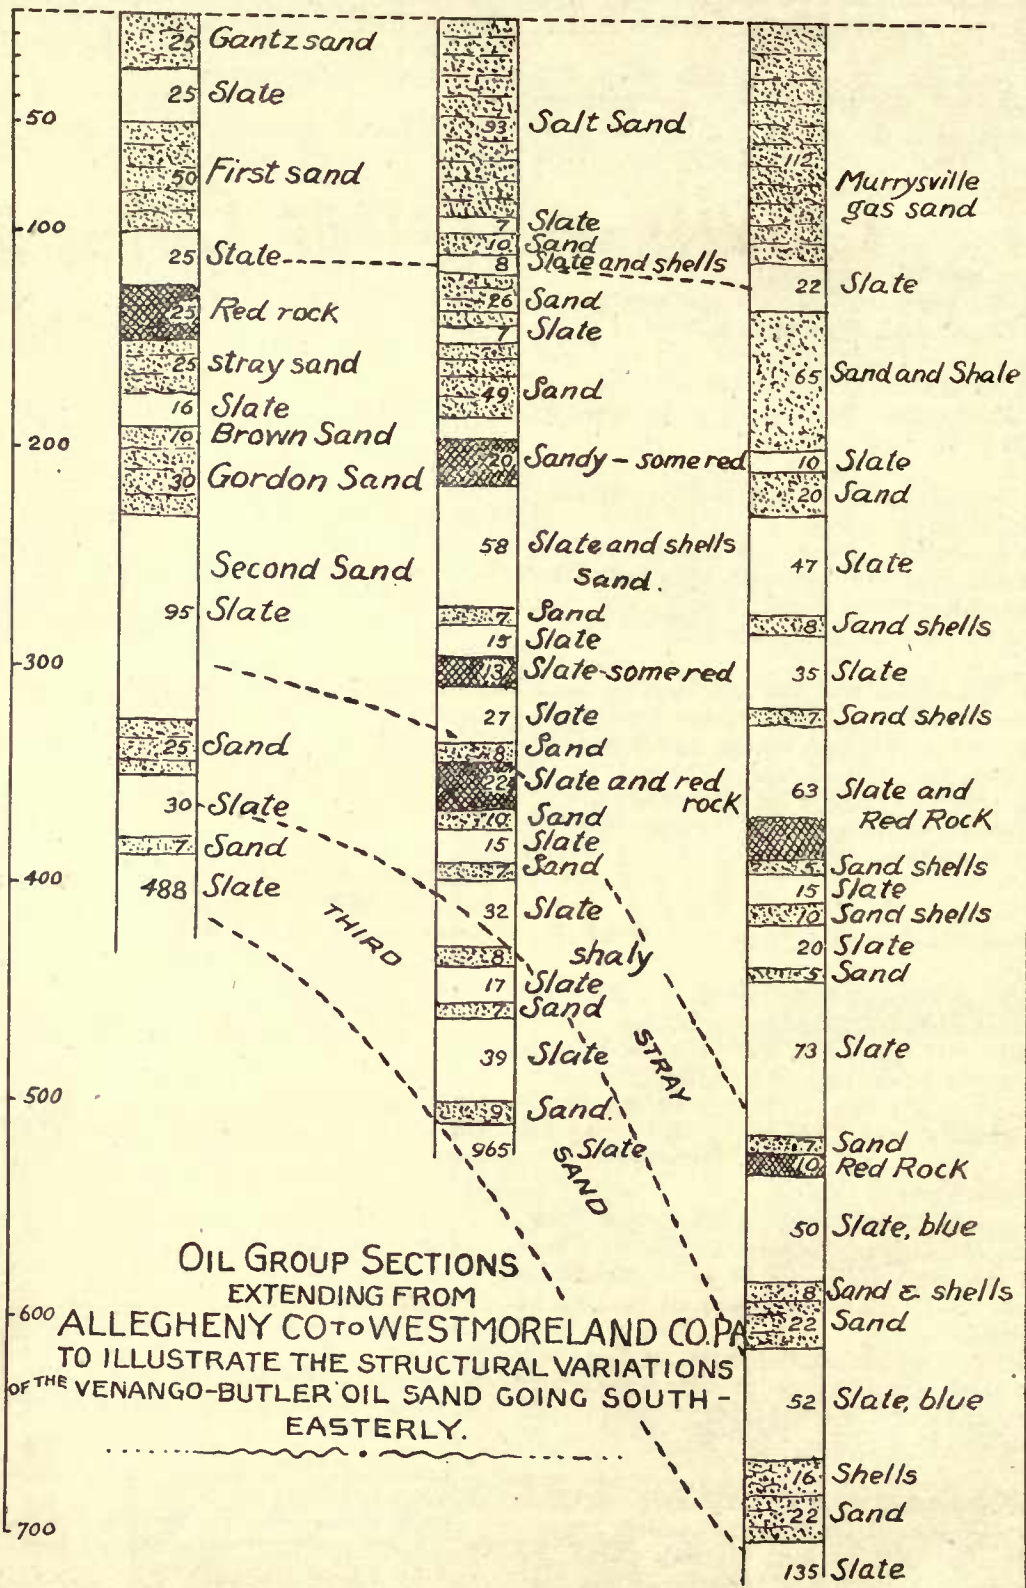 50
100
200
300
400
500
600
700
25 Gantz sand
25 Slate
50 First sand
25 State
25 Red rock
25 stray sand
16 Slate
10 Brown Sand
30 Gordon Sand
Second Sand
95 Slate
25 Sand
30 Slate
7 Sand
488 Slate
93 Salt Sand
7 Slate
10 Sand
8 Slate and shells
26 Sand
7 Slate
49 Sand
20 Sandy - some red
58 Slate and shells
Sand.
7 Sand
15 Slate
13 Slate-some red
27 Slate
8 Sand
22 Slate and red
rock
10 Sand
15 Slate
7 Sand
32 Slate
8 shaly
17 Slate
7 Sand
39 Slate
9 Sand.
965 Slate
112 Murrysville
gas sand
22 Slate
65 Sand and Shale
10 Slate
20 Sand
47 Slate
8 Sand shells
35 Slate
7 Sand shells
63 Slate and
Red Rock
5 Sand shells
15 Slate
10 Sand shells
20 Slate
5 Sand
73 Slate
7 Sand
10 Red Rock
50 Slate, blue
8 Sand & shells
22 Sand
52 Slate, blue
16 Shells
22 Sand
135 Slate
THIRD
SAND
STRAY
OIL GROUP SECTIONS
EXTENDING FROM
ALLEGHENY CO TO WESTMORELAND CO. PA
TO ILLUSTRATE THE STRUCTURAL VARIATIONS
OF THE VENANGO-BUTLER OIL SAND GOING SOUTH-
EASTERLY.